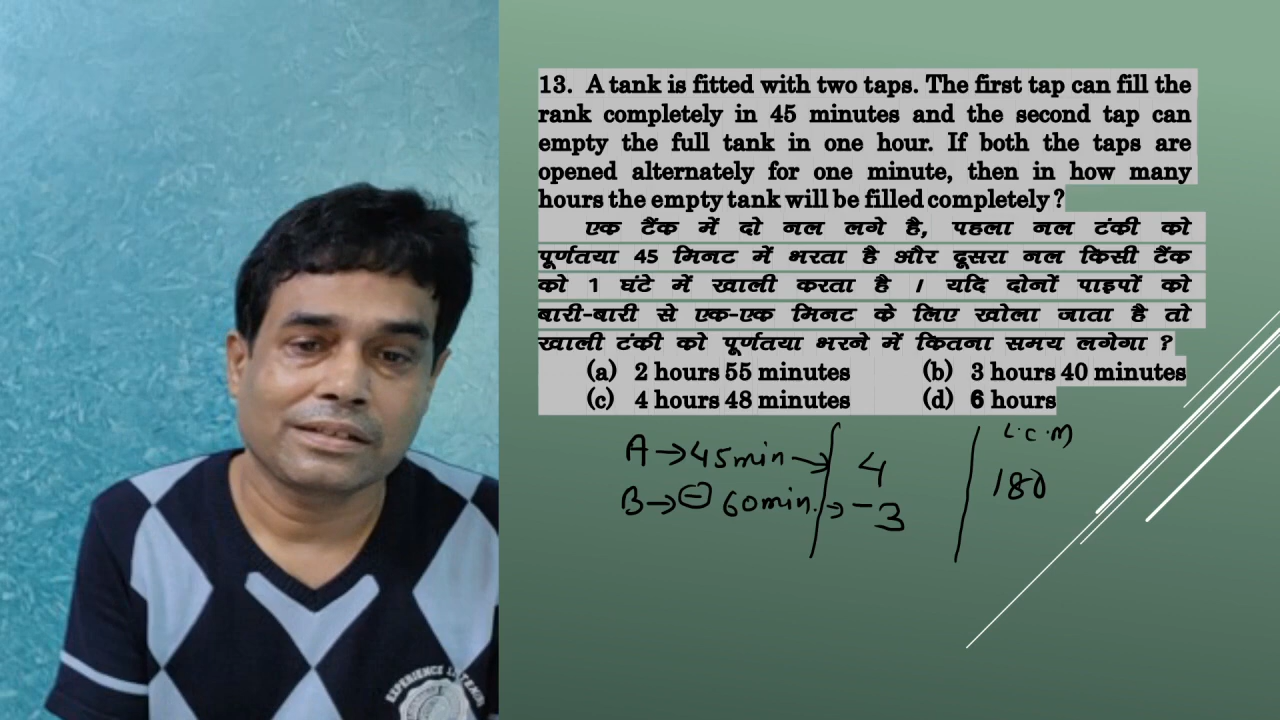 13. A tank is fitted with two taps. The first tap can fill the
rank completely in 45 minutes and the second tap can
empty the full tank in one hour. If both the taps are
opened alternately for one minute, then in how many
hours the empty tank will be filled completely ?
एक टैंक में दो नल लगे है, पहला नल टंकी को
पूर्णतया 45 मिनट में भरता है और दूसरा नल किसी टैंक
को 1 घंटे में खाली करता है । यदि दोनों पाइपों को
बारी-बारी से एक-एक मिनट के लिए खोला जाता है तो
खाली टंकी को पूर्णतया भरने में कितना समय लगेगा ?
(a) 2 hours 55 minutes (b) 3 hours 40 minutes
(c) 4 hours 48 minutes (d) 6 hours
L.C.M
A→45min→ 4
180
B→⊖ 60min.→ -3
EXPERIENCE